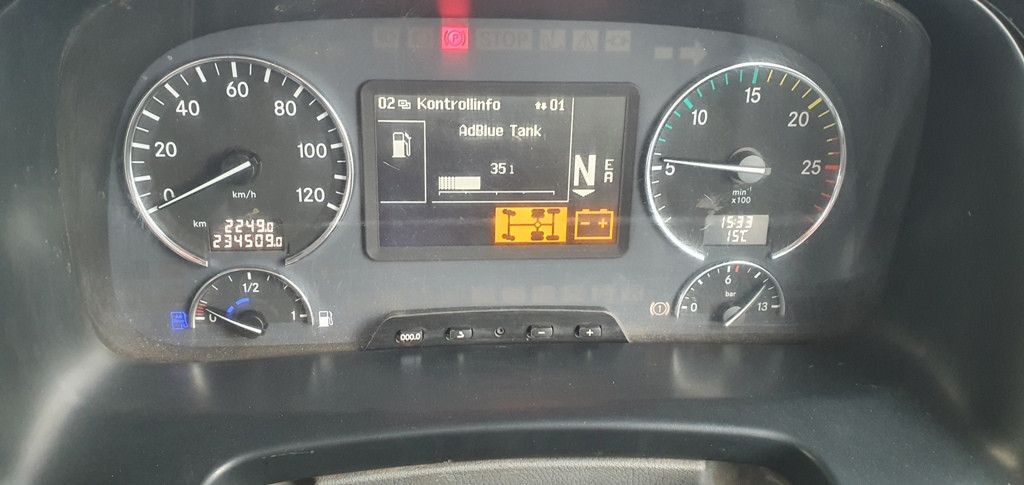 P
STOP
02 Kontrollinfo 01
AdBlue Tank
35 l
N E A
0 20 40 60 80 100 120
km/h
km
2249.0
234509.0
5 10 15 20 25
min⁻¹
x100
15:33
15°C
0 1/2 1
0 6 13
bar
000.0
- +